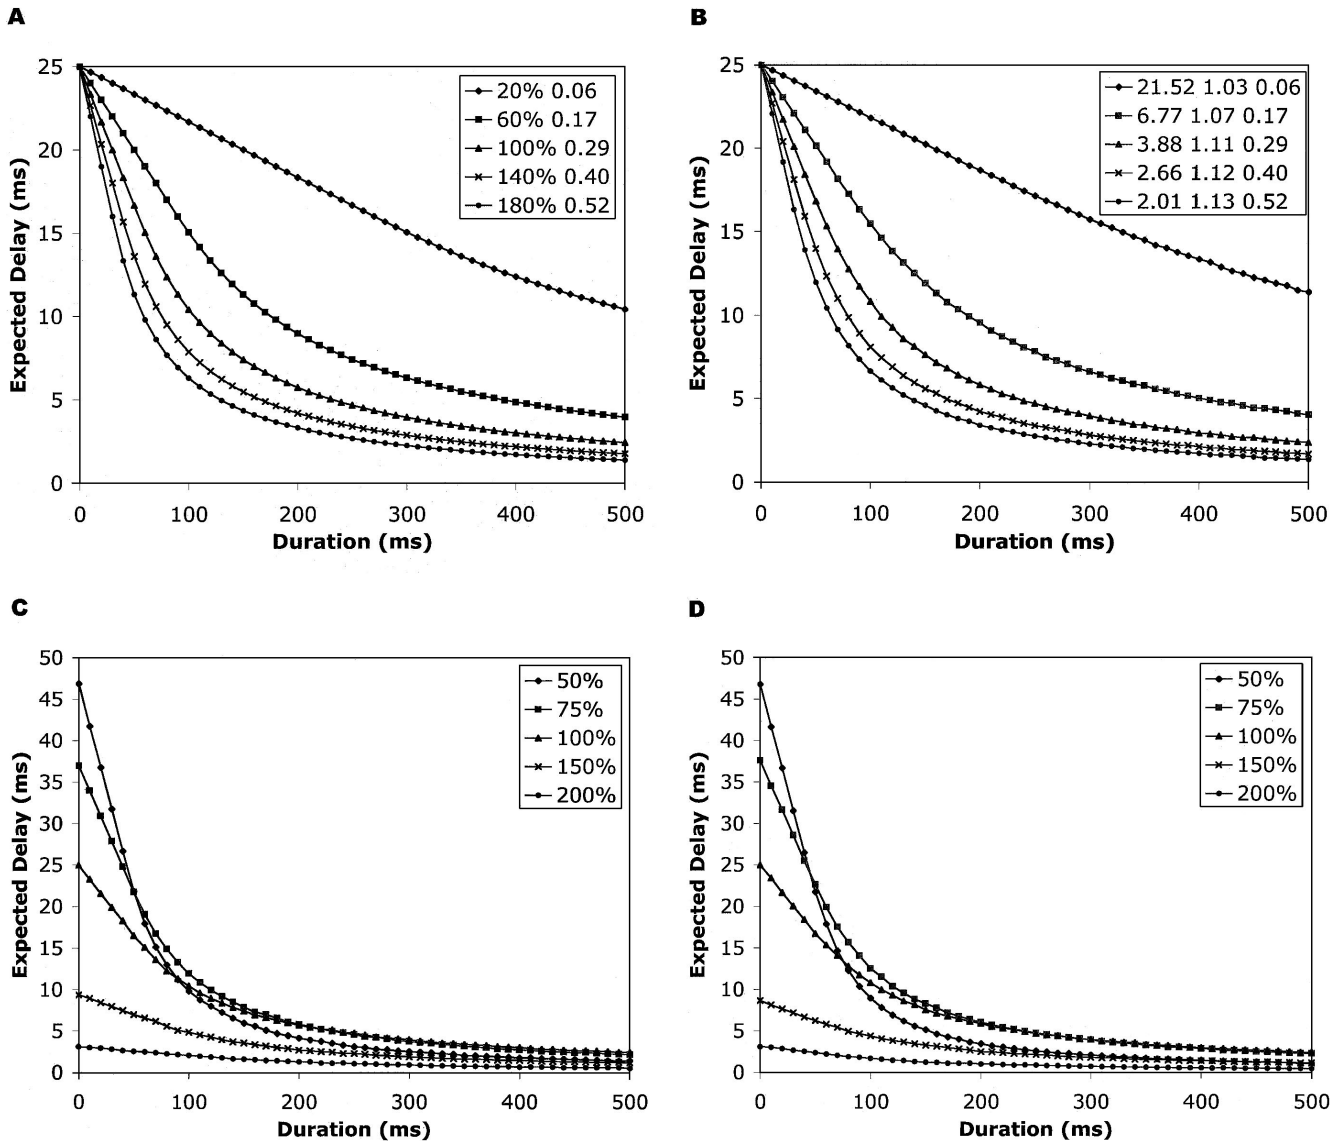 A
25
20
15
10
5
0
Expected Delay (ms)
20% 0.06
60% 0.17
100% 0.29
140% 0.40
180% 0.52
0 100 200 300 400 500
Duration (ms)
B
25
20
15
10
5
0
Expected Delay (ms)
21.52 1.03 0.06
6.77 1.07 0.17
3.88 1.11 0.29
2.66 1.12 0.40
2.01 1.13 0.52
0 100 200 300 400 500
Duration (ms)
C
50
45
40
35
30
25
20
15
10
5
0
Expected Delay (ms)
50%
75%
100%
150%
200%
0 100 200 300 400 500
Duration (ms)
D
50
45
40
35
30
25
20
15
10
5
0
Expected Delay (ms)
50%
75%
100%
150%
200%
0 100 200 300 400 500
Duration (ms)